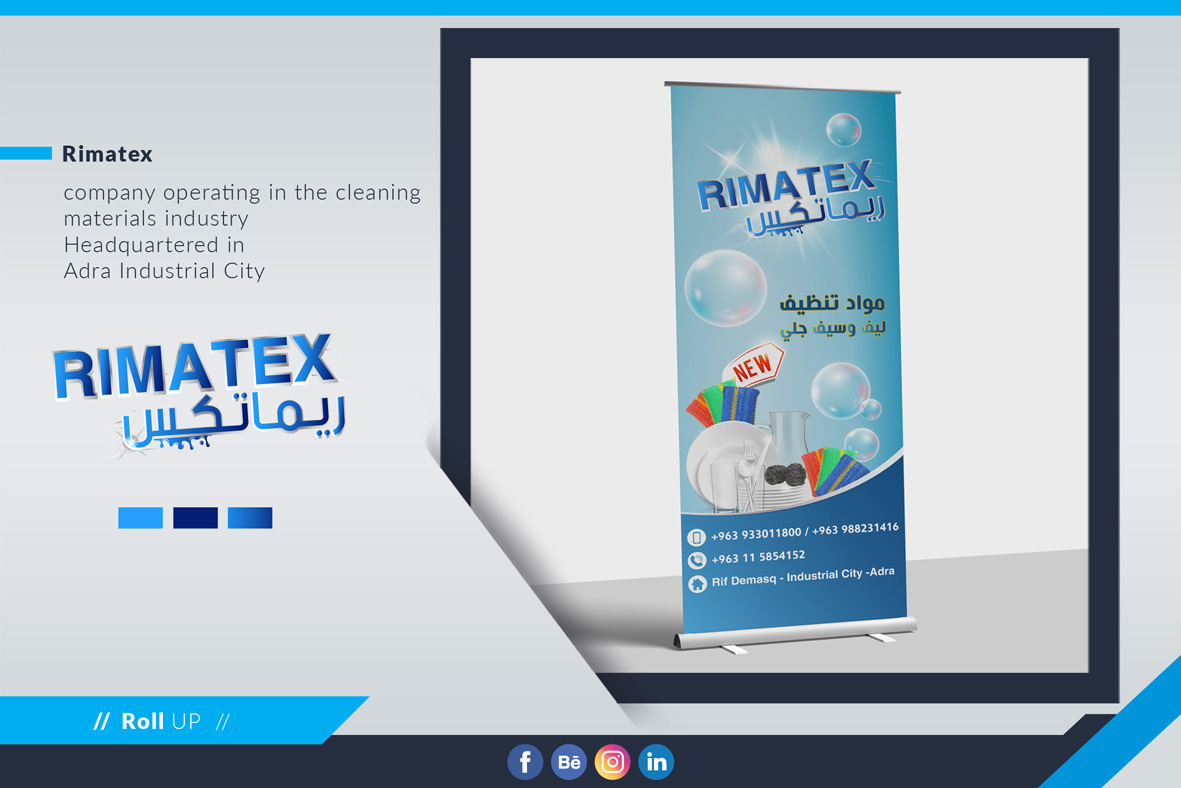 Rimatex
company operating in the cleaning
materials industry
Headquartered in
Adra Industrial City
RIMATEX
ريماتكس
// Roll UP //
RIMATEX
ريماتكس
مواد تنظيف
ليف وسيف جلي
NEW
+963 933011800 / +963 988231416
+963 11 5854152
Rif Demasq - Industrial City -Adra
f
Bē
in